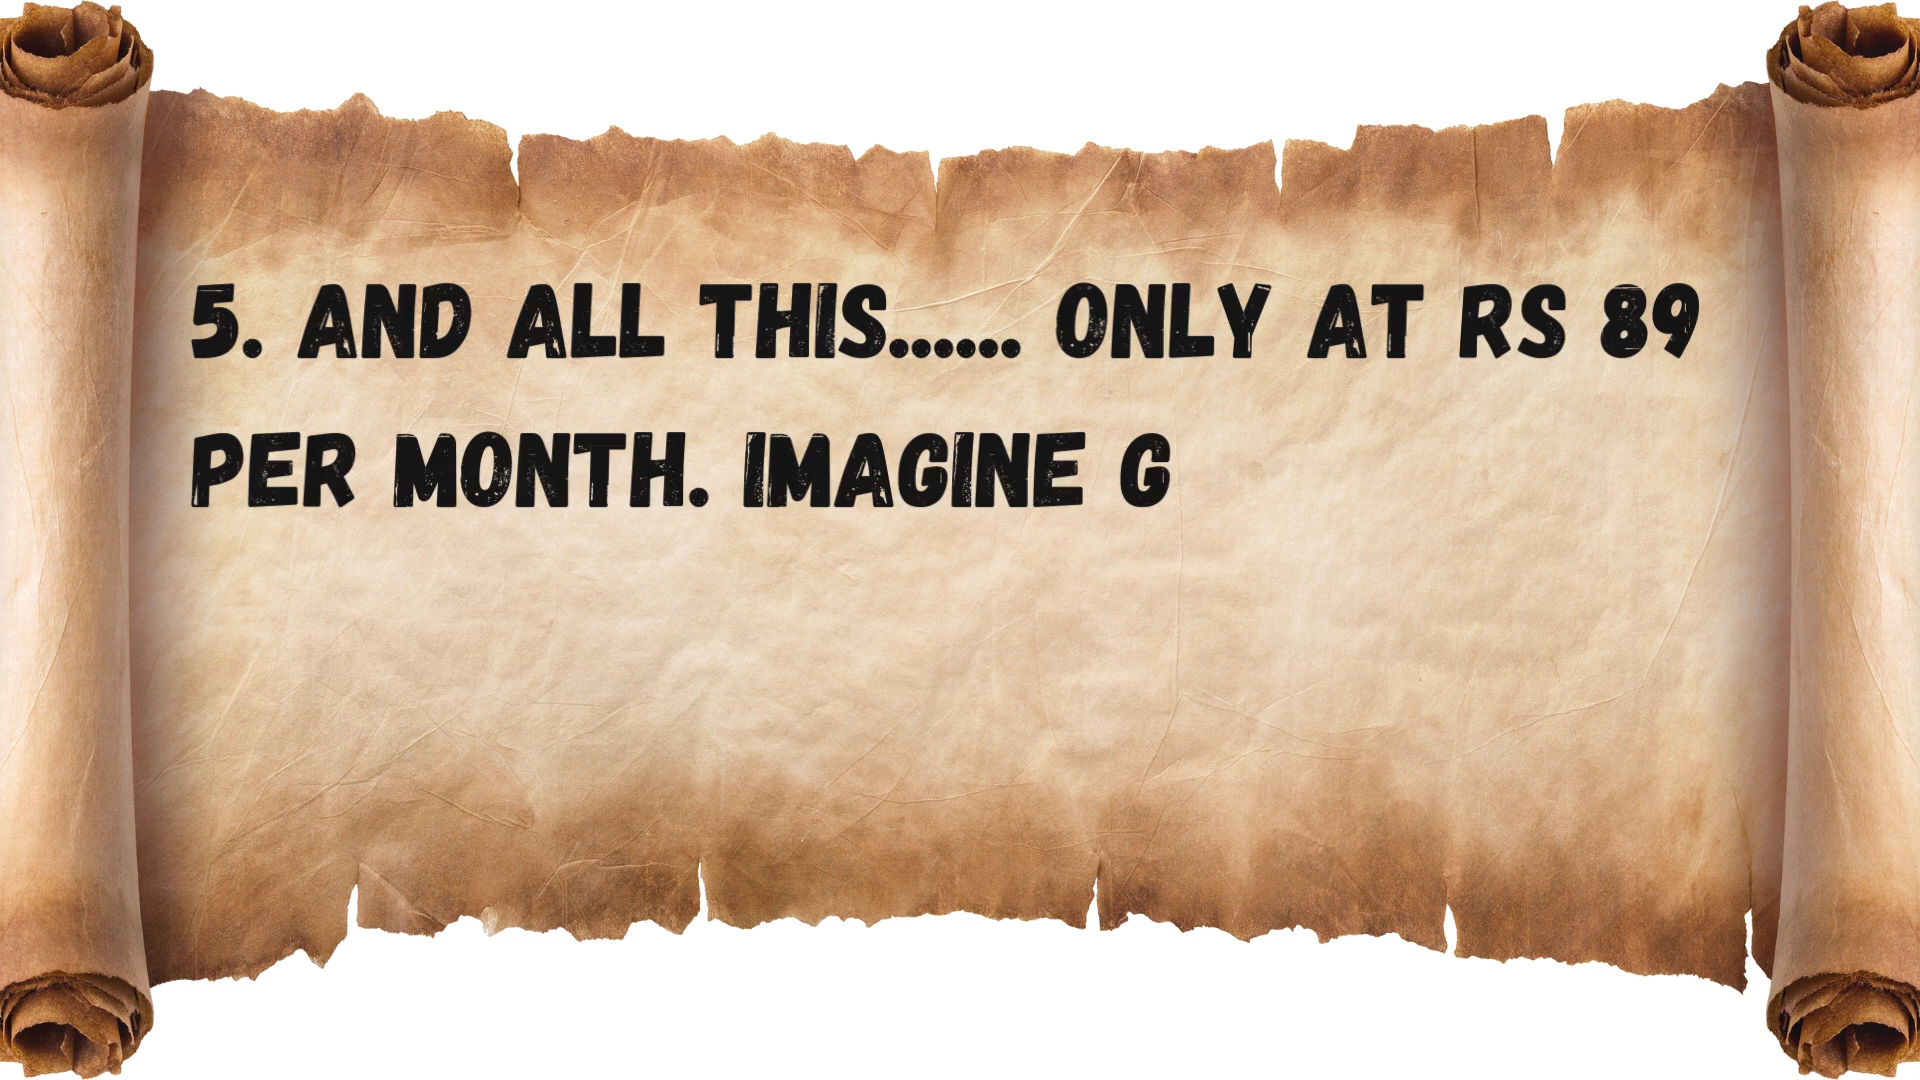 5. AND ALL THIS...... ONLY AT RS 89
PER MONTH. IMAGINE G